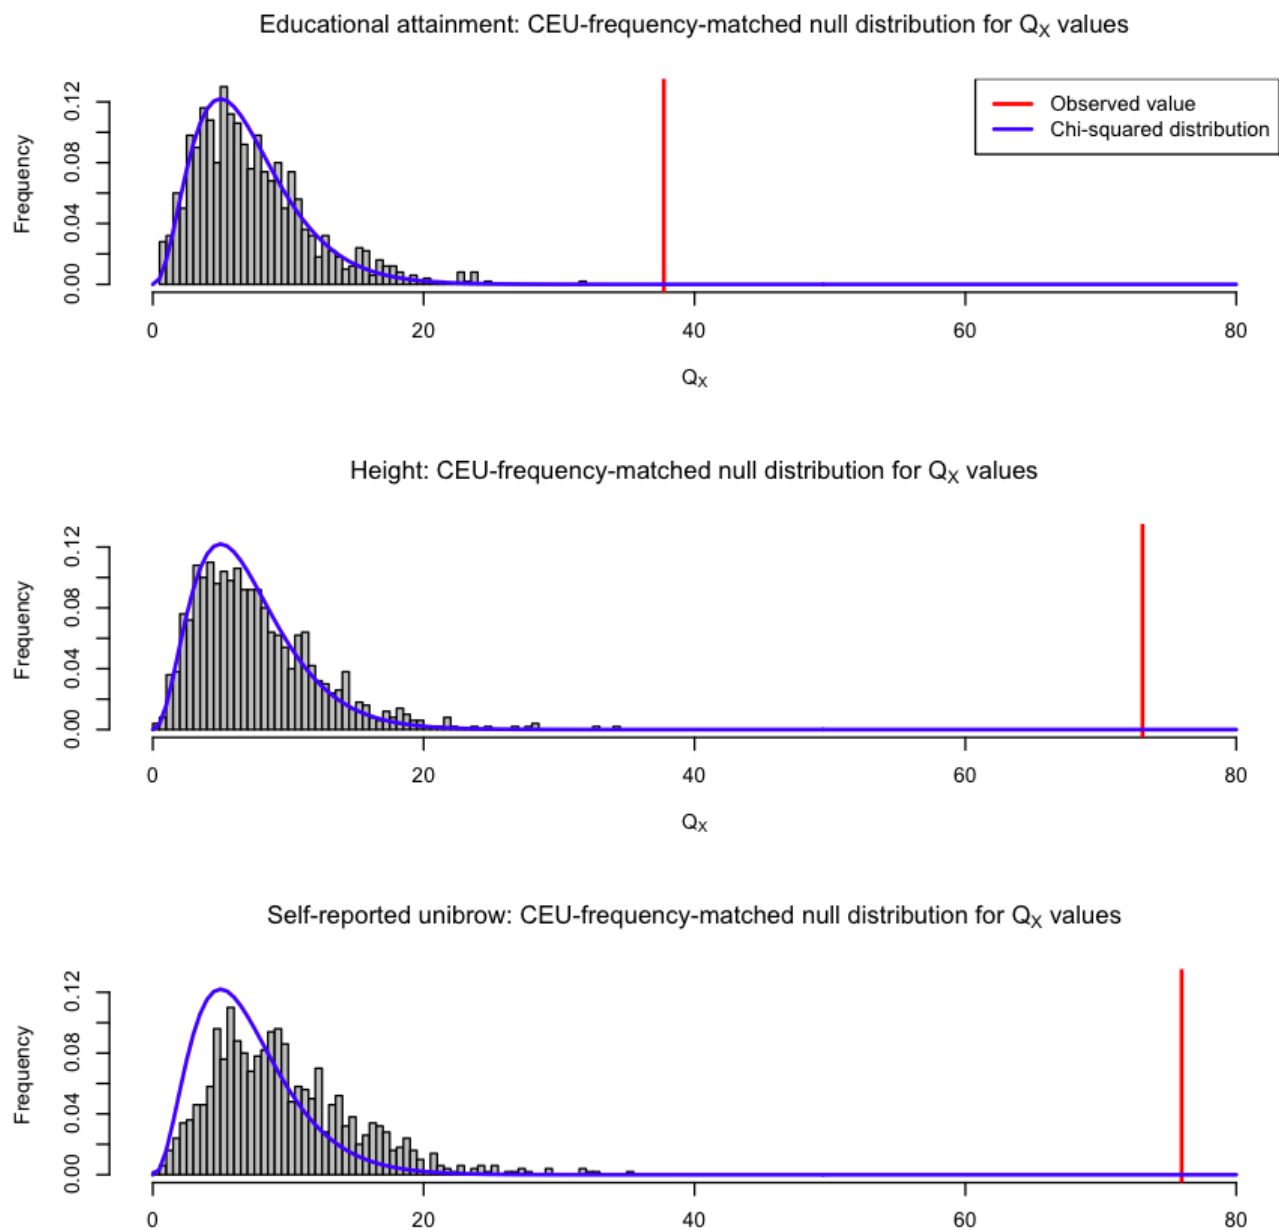 Educational attainment: CEU-frequency-matched null distribution for QX values
Observed value
Chi-squared distribution
Frequency
0.00 0.04 0.08 0.12
0 20 40 60 80
QX
Height: CEU-frequency-matched null distribution for QX values
Frequency
0.00 0.04 0.08 0.12
0 20 40 60 80
QX
Self-reported unibrow: CEU-frequency-matched null distribution for QX values
Frequency
0.00 0.04 0.08 0.12
0 20 40 60 80